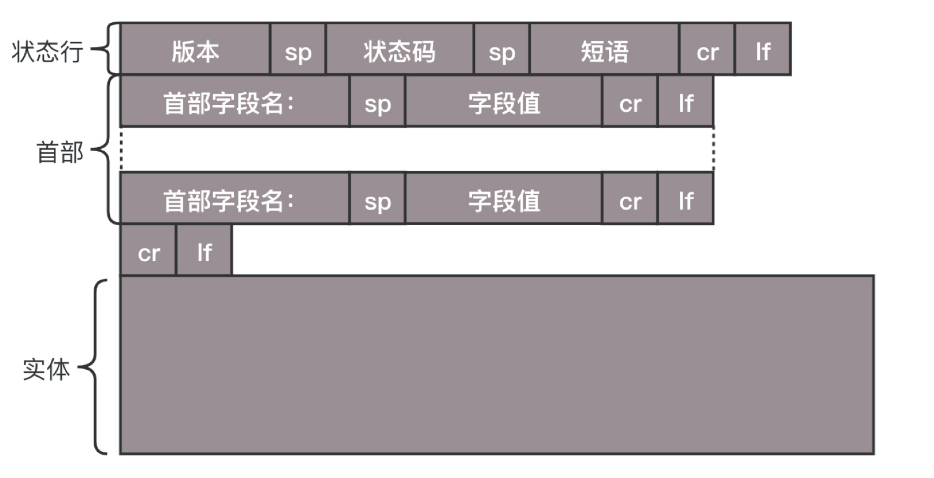 状态行 版本 sp 状态码 sp 短语 cr lf
首部字段名： sp 字段值 cr lf
首部
首部字段名： sp 字段值 cr lf
cr lf
实体